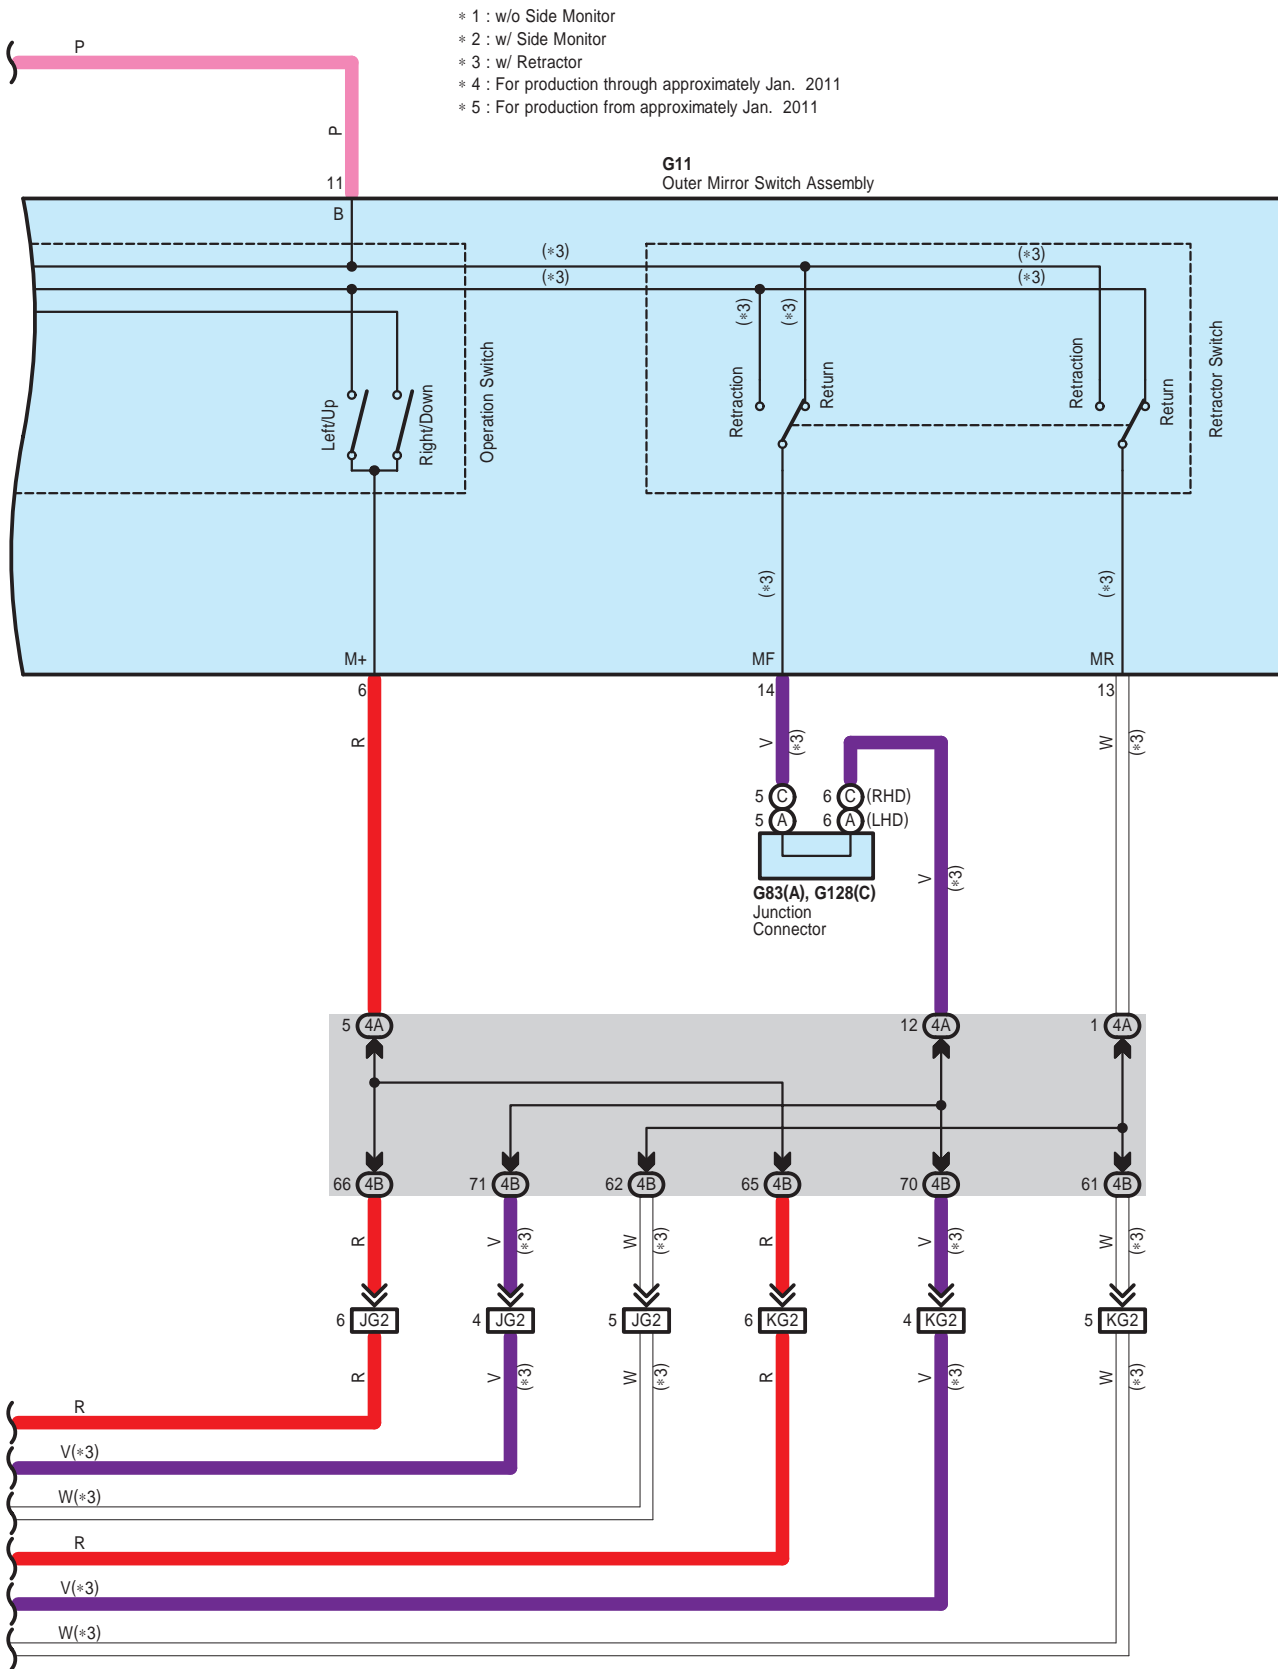 * 1 : w/o Side Monitor
* 2 : w/ Side Monitor
* 3 : w/ Retractor
* 4 : For production through approximately Jan. 2011
* 5 : For production from approximately Jan. 2011
P
P
11
G11
Outer Mirror Switch Assembly
B
(*3)
(*3)
(*3)
(*3)
(*3)
(*3)
Left/Up
Right/Down
Operation Switch
Retraction
Return
Retraction
Return
Retractor Switch
(*3)
(*3)
M+
MF
MR
6
14
13
R
V
(*3)
W
(*3)
5 C
6 C (RHD)
5 A
6 A (LHD)
G83(A), G128(C)
Junction
Connector
V
(*3)
5 4A
12 4A
1 4A
66 4B
71 4B
62 4B
65 4B
70 4B
61 4B
R
V
(*3)
W
(*3)
R
V
(*3)
W
(*3)
6 JG2
4 JG2
5 JG2
6 KG2
4 KG2
5 KG2
R
V
(*3)
W
(*3)
R
V
(*3)
W
(*3)
R
V(*3)
W(*3)
R
V(*3)
W(*3)